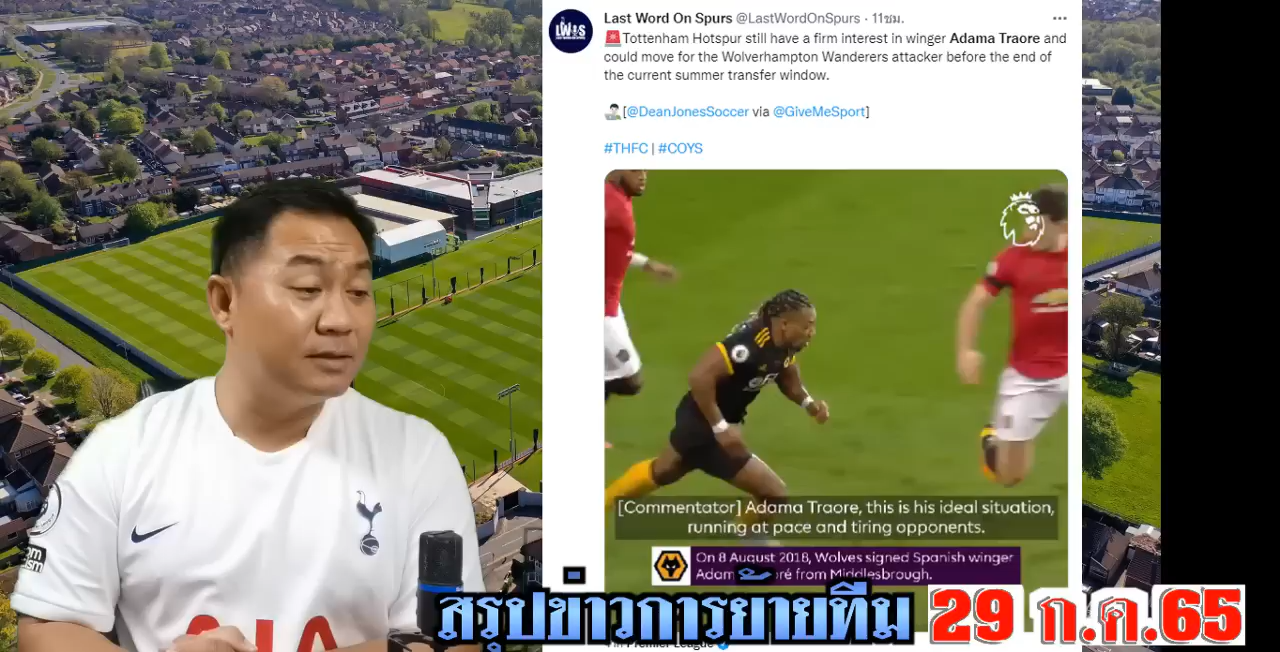 Last Word On Spurs @LastWordOnSpurs · 11ชม.
🚨Tottenham Hotspur still have a firm interest in winger Adama Traore and
could move for the Wolverhampton Wanderers attacker before the end of
the current summer transfer window.
[@DeanJonesSoccer via @GiveMeSport]
#THFC | #COYS
[Commentator] Adama Traore, this is his ideal situation,
running at pace and tiring opponents.
On 8 August 2018, Wolves signed Spanish winger
from Middlesbrough.
สรุปข่าวการย้ายทีม 29 ก.ค.65
Premier League
AIA
LWOS